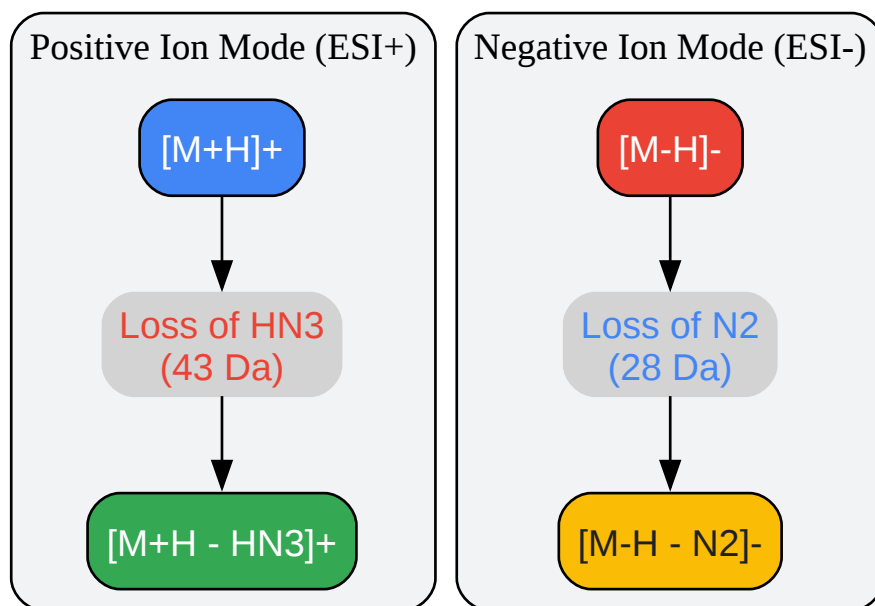 Positive Ion Mode (ESI+)
[M+H]+
Loss of HN3
(43 Da)
[M+H - HN3]+
Negative Ion Mode (ESI-)
[M-H]-
Loss of N2
(28 Da)
[M-H - N2]-